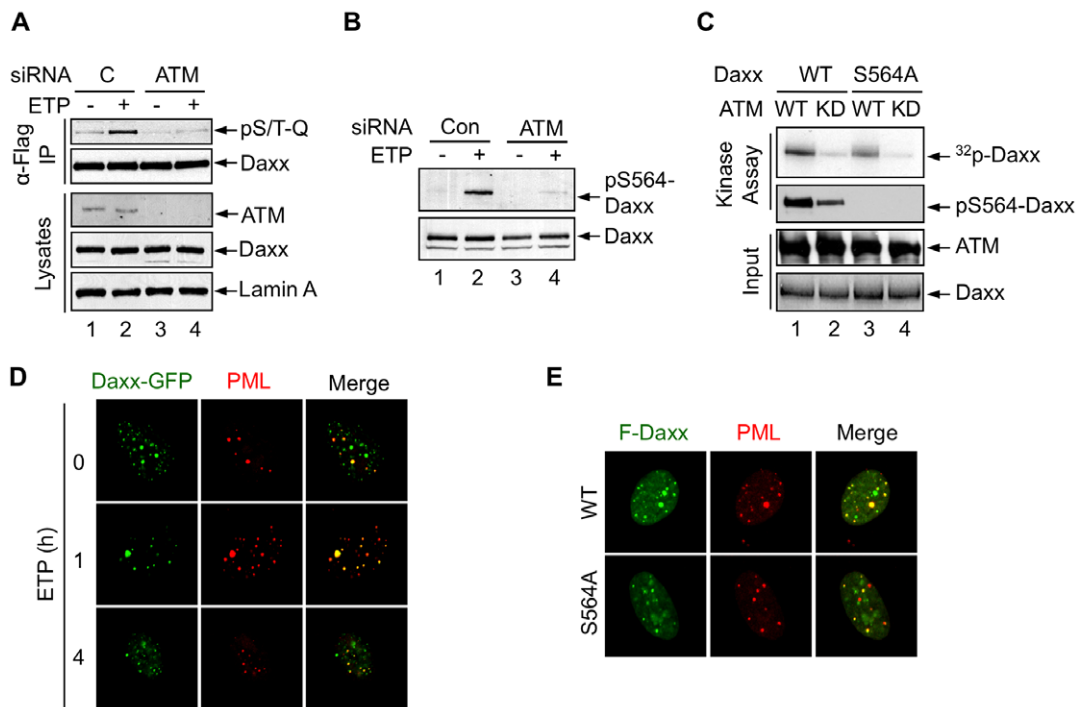 A
siRNA C ATM
ETP - + - +
α-Flag IP
pS/T-Q
Daxx
Lysates
ATM
Daxx
Lamin A
1 2 3 4
B
siRNA Con ATM
ETP - + - +
pS564-
Daxx
Daxx
1 2 3 4
C
Daxx WT S564A
ATM WT KD WT KD
Kinase Assay
³²p-Daxx
pS564-Daxx
Input
ATM
Daxx
1 2 3 4
D
Daxx-GFP PML Merge
ETP (h)
0
1
4
E
F-Daxx PML Merge
WT
S564A